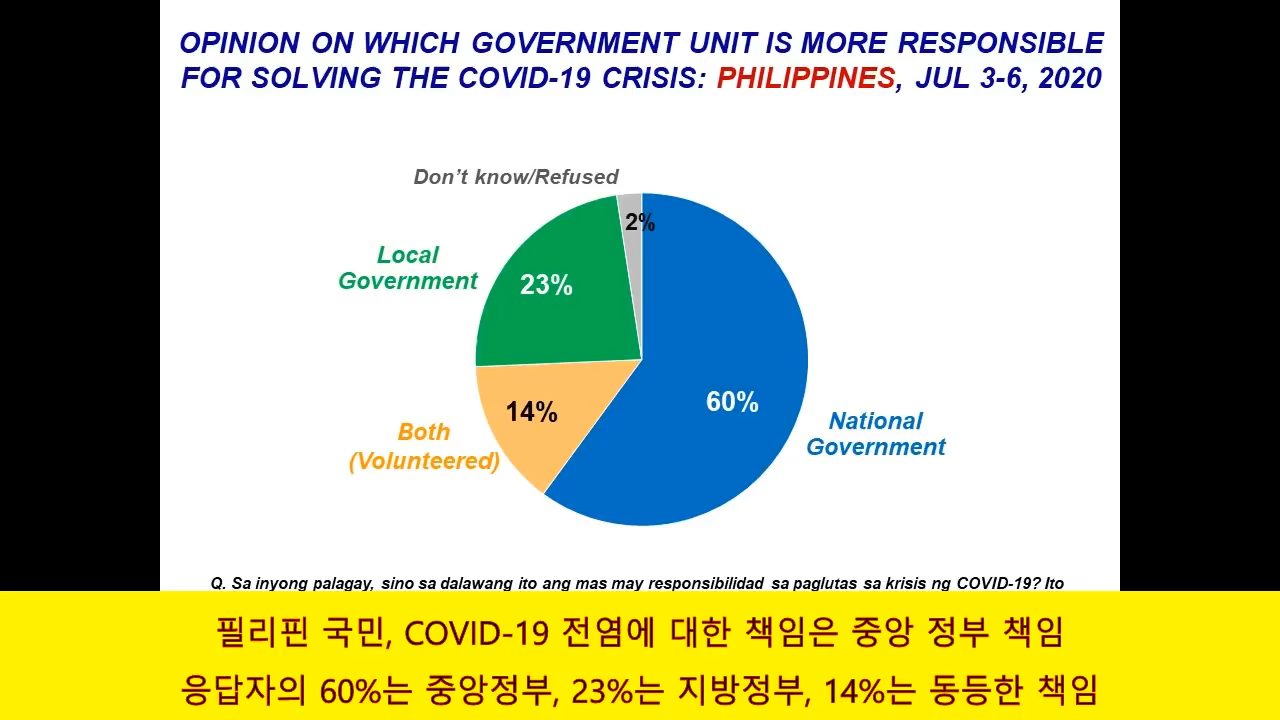 OPINION ON WHICH GOVERNMENT UNIT IS MORE RESPONSIBLE
FOR SOLVING THE COVID-19 CRISIS: PHILIPPINES, JUL 3-6, 2020
Don't know/Refused
2%
Local
Government
23%
60%
14%
National
Government
Both
(Volunteered)
Q. Sa inyong palagay, sino sa dalawang ito ang mas may responsibilidad sa paglutas sa krisis ng COVID-19? Ito
필리핀 국민, COVID-19 전염에 대한 책임은 중앙 정부 책임
응답자의 60%는 중앙정부, 23%는 지방정부, 14%는 동등한 책임